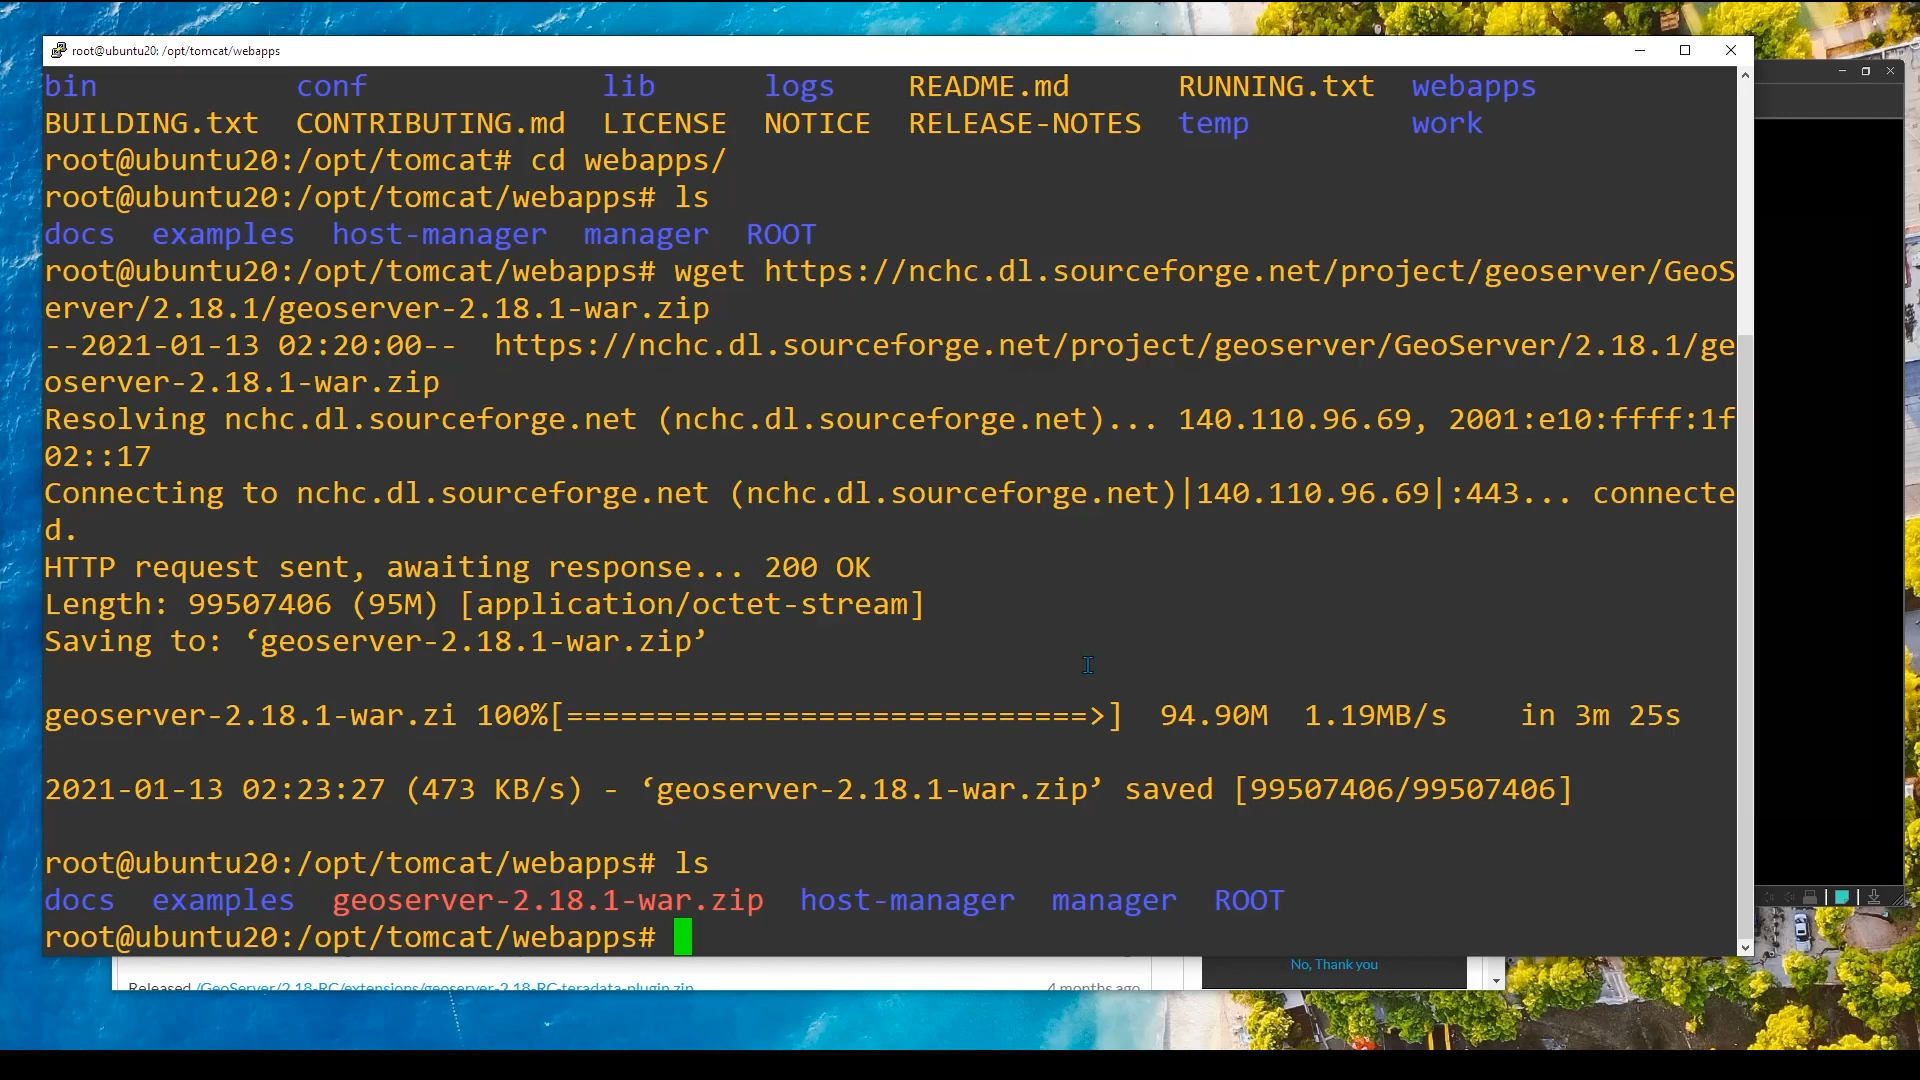 root@ubuntu20: /opt/tomcat/webapps
bin conf lib logs README.md RUNNING.txt webapps
BUILDING.txt CONTRIBUTING.md LICENSE NOTICE RELEASE-NOTES temp work
root@ubuntu20:/opt/tomcat# cd webapps/
root@ubuntu20:/opt/tomcat/webapps# ls
docs examples host-manager manager ROOT
root@ubuntu20:/opt/tomcat/webapps# wget https://nchc.dl.sourceforge.net/project/geoserver/GeoS
erver/2.18.1/geoserver-2.18.1-war.zip
--2021-01-13 02:20:00-- https://nchc.dl.sourceforge.net/project/geoserver/GeoServer/2.18.1/ge
oserver-2.18.1-war.zip
Resolving nchc.dl.sourceforge.net (nchc.dl.sourceforge.net)... 140.110.96.69, 2001:e10:ffff:1f
02::17
Connecting to nchc.dl.sourceforge.net (nchc.dl.sourceforge.net)|140.110.96.69|:443... connecte
d.
HTTP request sent, awaiting response... 200 OK
Length: 99507406 (95M) [application/octet-stream]
Saving to: ‘geoserver-2.18.1-war.zip’
geoserver-2.18.1-war.zi 100%[=============================>] 94.90M 1.19MB/s in 3m 25s
2021-01-13 02:23:27 (473 KB/s) - ‘geoserver-2.18.1-war.zip’ saved [99507406/99507406]
root@ubuntu20:/opt/tomcat/webapps# ls
docs examples geoserver-2.18.1-war.zip host-manager manager ROOT
root@ubuntu20:/opt/tomcat/webapps#
No, Thank you
Released /GeoServer/2.18-RC/extensions/geoserver-2.18-RC-teradata-plugin.zip 4 months ago